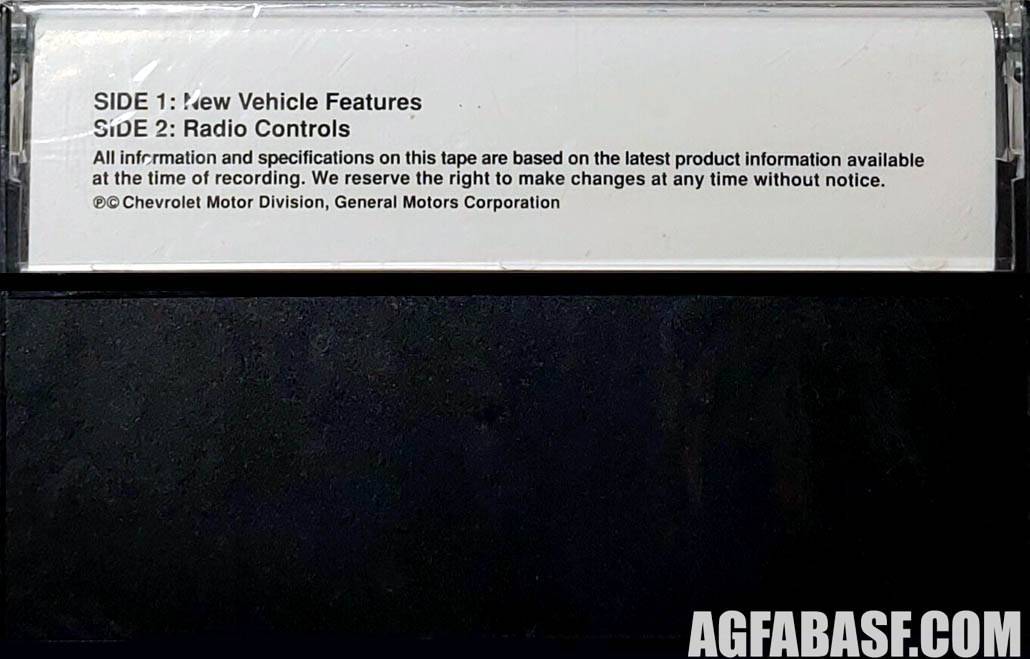 SIDE 1: New Vehicle Features
SIDE 2: Radio Controls
All information and specifications on this tape are based on the latest product information available
at the time of recording. We reserve the right to make changes at any time without notice.
℗© Chevrolet Motor Division, General Motors Corporation
AGFABASF.COM